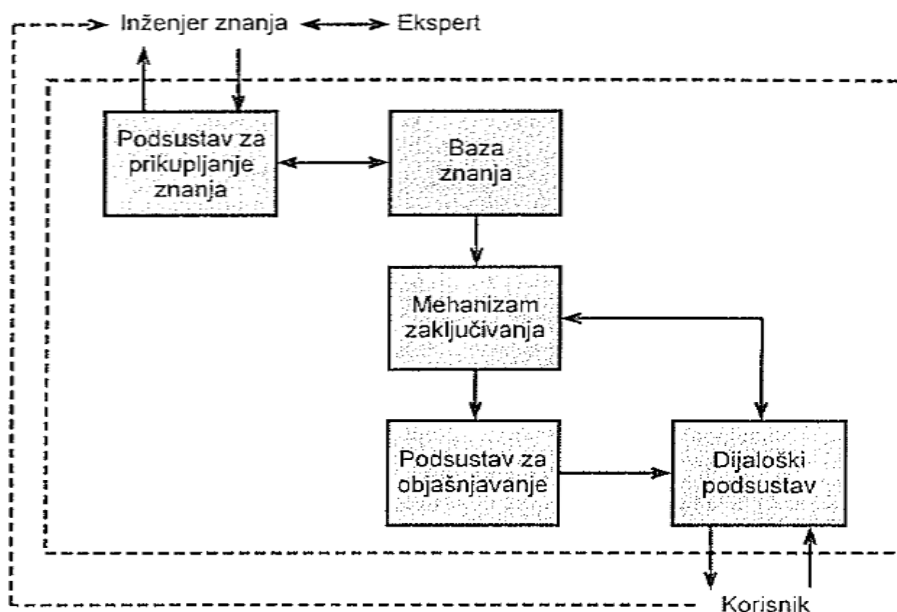 Inženjer znanja
Ekspert
Podsustav za
prikupljanje
znanja
Baza
znanja
Mehanizam
zaključivanja
Podsustav za
objašnjavanje
Dijaloški
podsustav
Korisnik